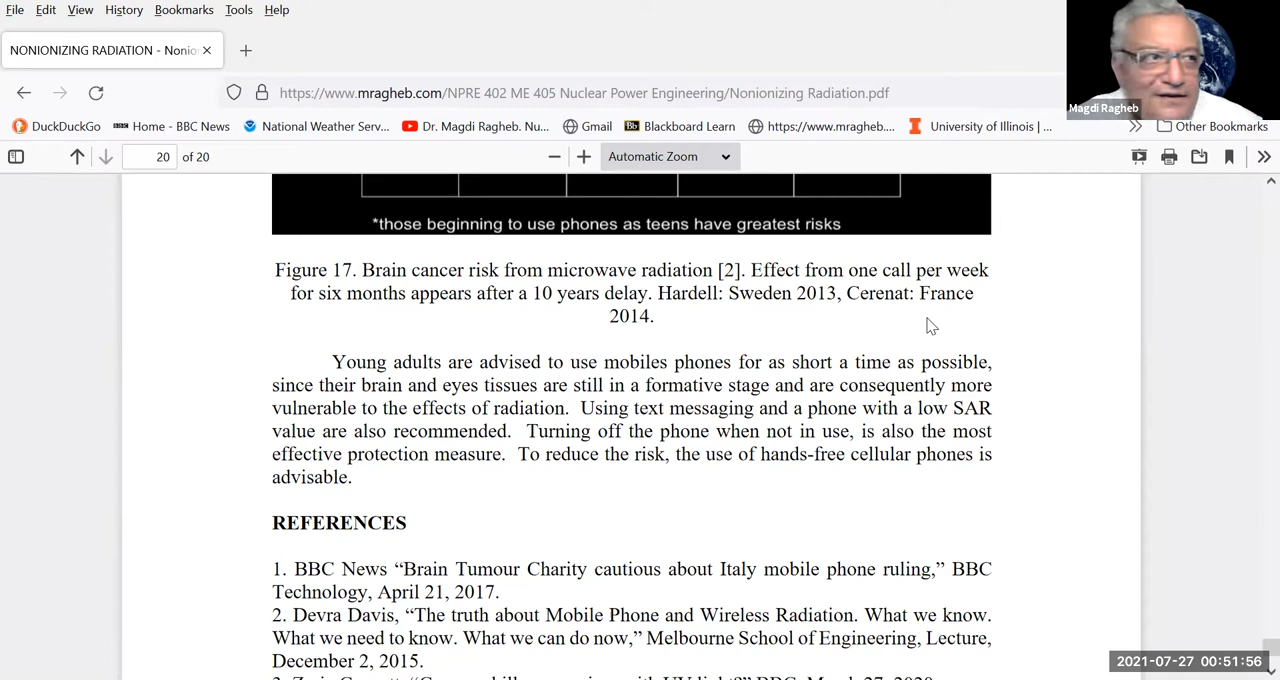 File Edit View History Bookmarks Tools Help
NONIONIZING RADIATION - Nonio
https://www.mragheb.com/NPRE 402 ME 405 Nuclear Power Engineering/Nonionizing Radiation.pdf
Magdi Ragheb
DuckDuckGo Home - BBC News National Weather Serv... Dr. Magdi Ragheb. Nu... Gmail Blackboard Learn https://www.mragheb.... University of Illinois |... Other Bookmarks
20 of 20 Automatic Zoom
*those beginning to use phones as teens have greatest risks
Figure 17. Brain cancer risk from microwave radiation [2]. Effect from one call per week
for six months appears after a 10 years delay. Hardell: Sweden 2013, Cerenat: France
2014.
Young adults are advised to use mobiles phones for as short a time as possible,
since their brain and eyes tissues are still in a formative stage and are consequently more
vulnerable to the effects of radiation. Using text messaging and a phone with a low SAR
value are also recommended. Turning off the phone when not in use, is also the most
effective protection measure. To reduce the risk, the use of hands-free cellular phones is
advisable.
REFERENCES
1. BBC News “Brain Tumour Charity cautious about Italy mobile phone ruling,” BBC
Technology, April 21, 2017.
2. Devra Davis, “The truth about Mobile Phone and Wireless Radiation. What we know.
What we need to know. What we can do now,” Melbourne School of Engineering, Lecture,
December 2, 2015.
2021-07-27 00:51:56